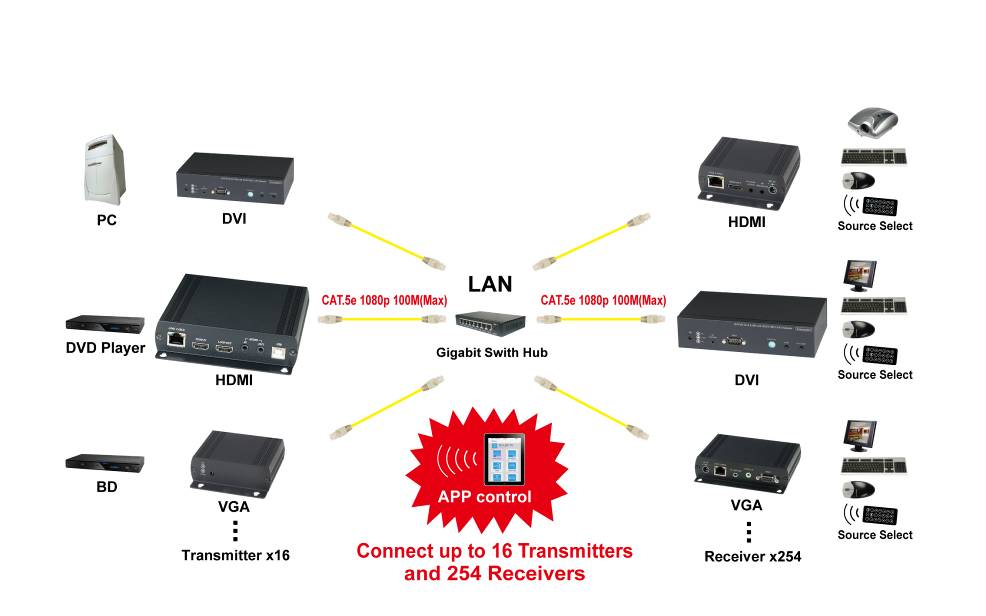 PC
DVI
HDMI
Source Select
LAN
CAT.5e 1080p 100M(Max)
CAT.5e 1080p 100M(Max)
DVD Player
HDMI
Gigabit Swith Hub
DVI
Source Select
BD
VGA
Transmitter x16
APP control
Connect up to 16 Transmitters
and 254 Receivers
VGA
Receiver x254
Source Select